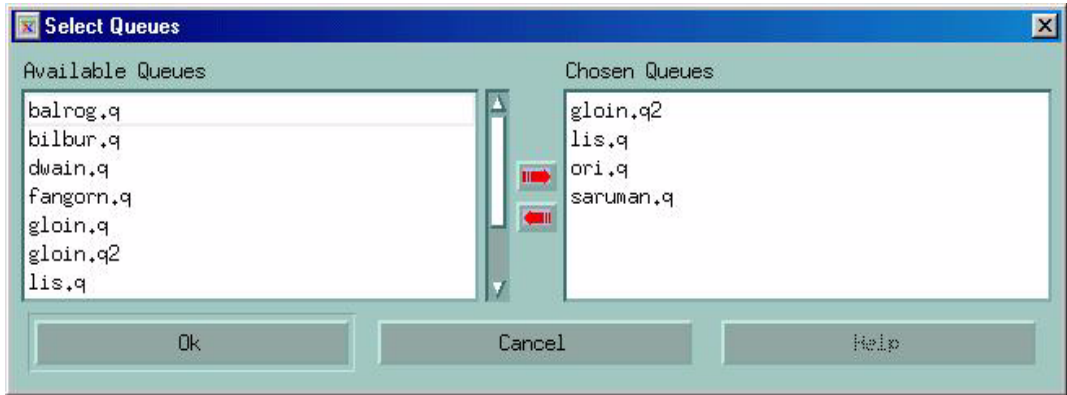 Select Queues
Available Queues
balrog.q
bilbur.q
dwain.q
fangorn.q
gloin.q
gloin.q2
lis.q
Chosen Queues
gloin.q2
lis.q
ori.q
saruman.q
Ok
Cancel
Help